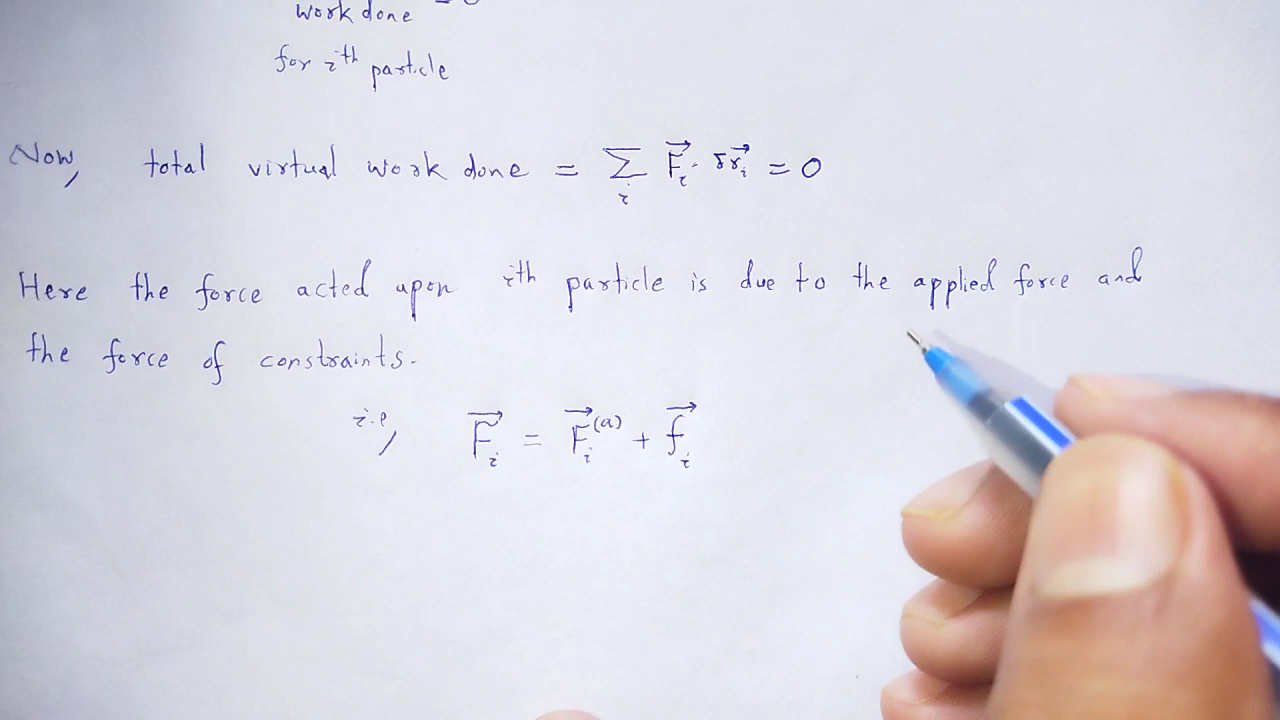 work done = 0
for ith particle
Now, total virtual work done = ∑ᵢ F⃗ᵢ · δr⃗ᵢ = 0
Here the force acted upon ith particle is due to the applied force and
the force of constraints.
i.e, F⃗ᵢ = F⃗ᵢ⁽ᵃ⁾ + f⃗ᵢ